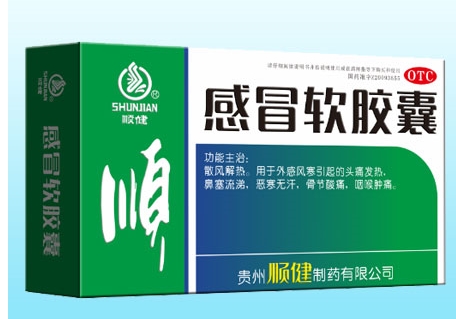 SHUNJIAN
顺健
OTC
感冒软胶囊
感冒软胶囊
功能主治:
散风解热。用于外感风寒引起的头痛发热,
鼻塞流涕,恶寒无汗,骨节酸痛,咽喉肿痛。
順
贵州顺健制药有限公司